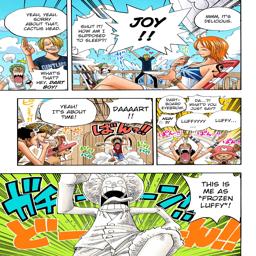 YEAH, YEAH.
SORRY
ABOUT THAT,
CACTUS HEAD.
WHAT'S
THAT?
HEY, DART
BOY!
SHUT IT!
HOW AM I
SUPPOSED
TO SLEEP?!
JOY
!!
MMM, IT'S
DELICIOUS.
YEAH!
IT'S ABOUT
TIME!
DAAAART
!!
DART-
BOARD
EYEBROW.
DA...?!
WHAT'D YOU
JUST SAY?
LUFFYYYY
LUFFY...
THIS IS
ME AS
"FROZEN
LUFFY"!